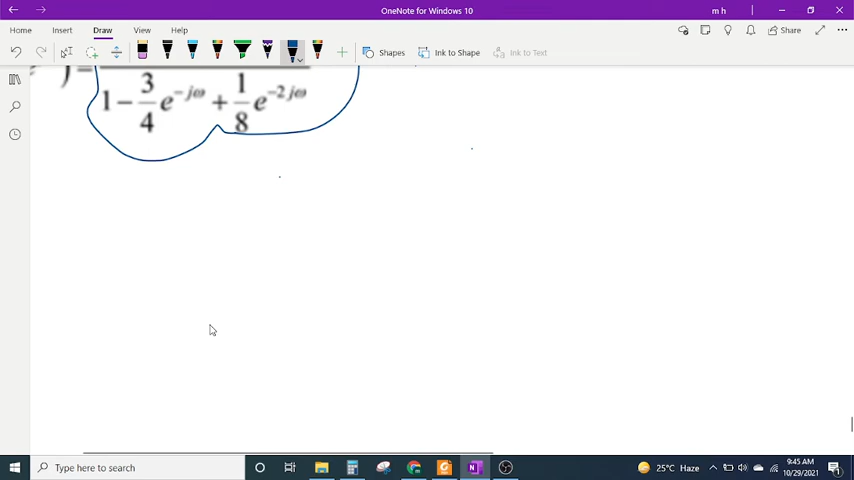 OneNote for Windows 10
m h
Home Insert Draw View Help
Share
Shapes Ink to Shape Ink to Text
) =
1 − 3/4 e^{−jω} + 1/8 e^{−2jω}
Type here to search
25°C Haze
9:45 AM
10/29/2021
1